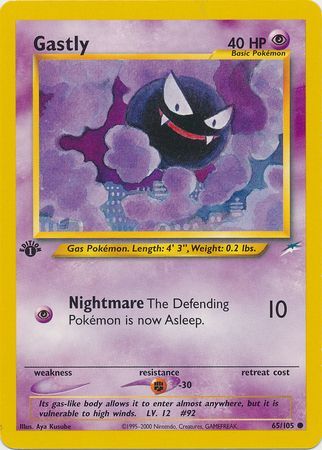 Gastly 40 HP
Basic Pokémon
Gas Pokémon. Length: 4' 3", Weight: 0.2 lbs.
EDITION
1
Nightmare The Defending 10
Pokémon is now Asleep.
weakness resistance retreat cost
-30
Its gas-like body allows it to enter almost anywhere, but it is
vulnerable to high winds. LV. 12 #92
Illus. Aya Kusube ©1995-2000 Nintendo, Creatures, GAMEFREAK. 65/105